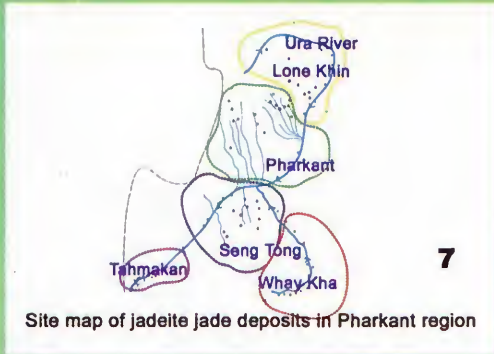 Ura River
Lone Khin
Pharkant
Seng Tong
Tahmakan
Whay Kha
7
Site map of jadeite jade deposits in Pharkant region